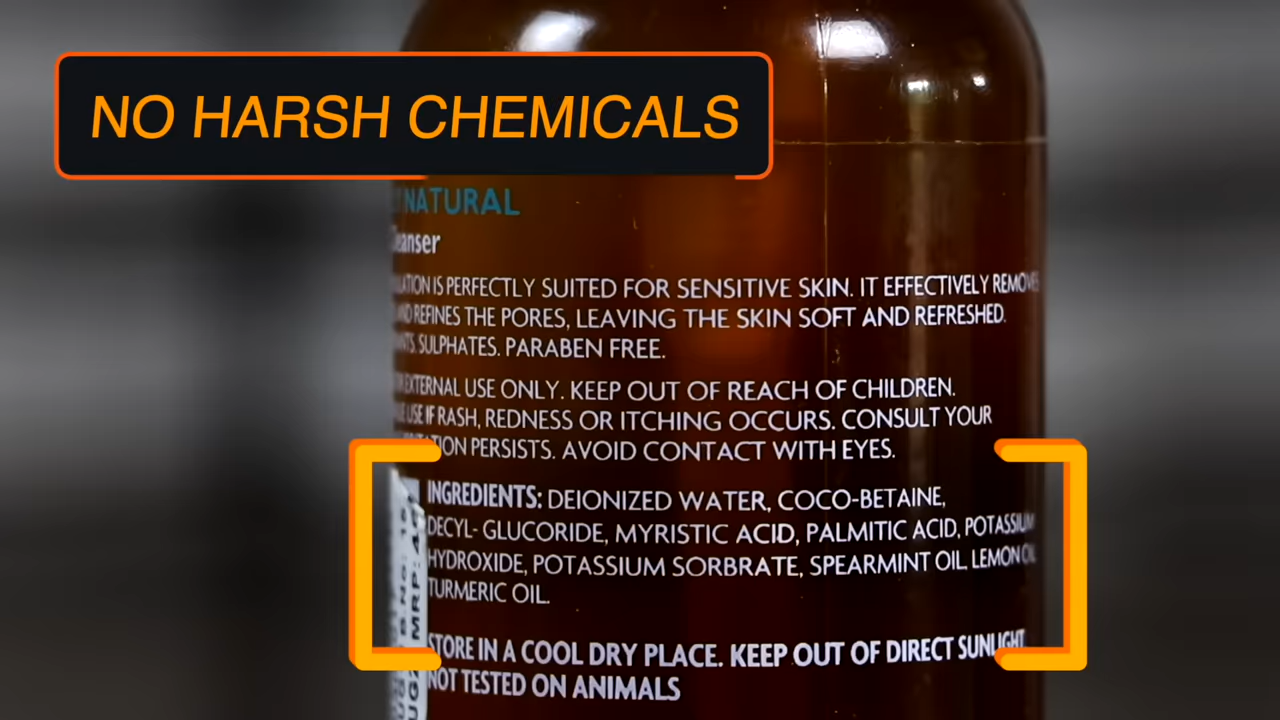 NO HARSH CHEMICALS
NATURAL
Cleanser
IS PERFECTLY SUITED FOR SENSITIVE SKIN. IT EFFECTIVELY REMOVES
AND REFINES THE PORES, LEAVING THE SKIN SOFT AND REFRESHED.
SULPHATES. PARABEN FREE.
EXTERNAL USE ONLY. KEEP OUT OF REACH OF CHILDREN.
USE IF RASH, REDNESS OR ITCHING OCCURS. CONSULT YOUR
PERSISTS. AVOID CONTACT WITH EYES.
INGREDIENTS: DEIONIZED WATER, COCO-BETAINE,
DECYL- GLUCORIDE, MYRISTIC ACID, PALMITIC ACID, POTASSIUM
HYDROXIDE, POTASSIUM SORBRATE, SPEARMINT OIL, LEMON OIL
TURMERIC OIL.
STORE IN A COOL DRY PLACE. KEEP OUT OF DIRECT SUNLIGHT
NOT TESTED ON ANIMALS
B NO:
MRP: